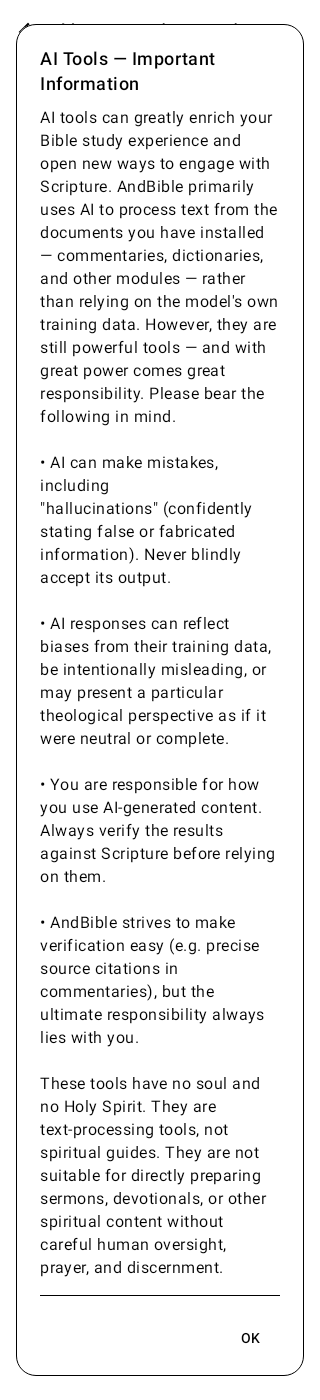 AI Tools — Important
Information
AI tools can greatly enrich your
Bible study experience and
open new ways to engage with
Scripture. AndBible primarily
uses AI to process text from the
documents you have installed
— commentaries, dictionaries,
and other modules — rather
than relying on the model's own
training data. However, they are
still powerful tools — and with
great power comes great
responsibility. Please bear the
following in mind.
• AI can make mistakes,
including
"hallucinations" (confidently
stating false or fabricated
information). Never blindly
accept its output.
• AI responses can reflect
biases from their training data,
be intentionally misleading, or
may present a particular
theological perspective as if it
were neutral or complete.
• You are responsible for how
you use AI-generated content.
Always verify the results
against Scripture before relying
on them.
• AndBible strives to make
verification easy (e.g. precise
source citations in
commentaries), but the
ultimate responsibility always
lies with you.
These tools have no soul and
no Holy Spirit. They are
text-processing tools, not
spiritual guides. They are not
suitable for directly preparing
sermons, devotionals, or other
spiritual content without
careful human oversight,
prayer, and discernment.
OK